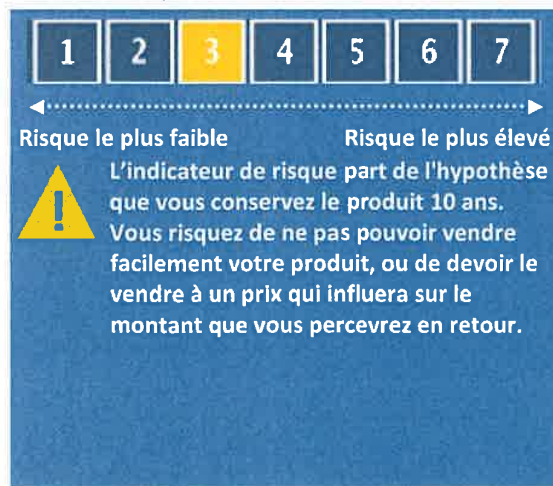 1 2 3 4 5 6 7
Risque le plus faible Risque le plus élevé
L'indicateur de risque part de l'hypothèse
que vous conservez le produit 10 ans.
Vous risquez de ne pas pouvoir vendre
facilement votre produit, ou de devoir le
vendre à un prix qui influera sur le
montant que vous percevrez en retour.